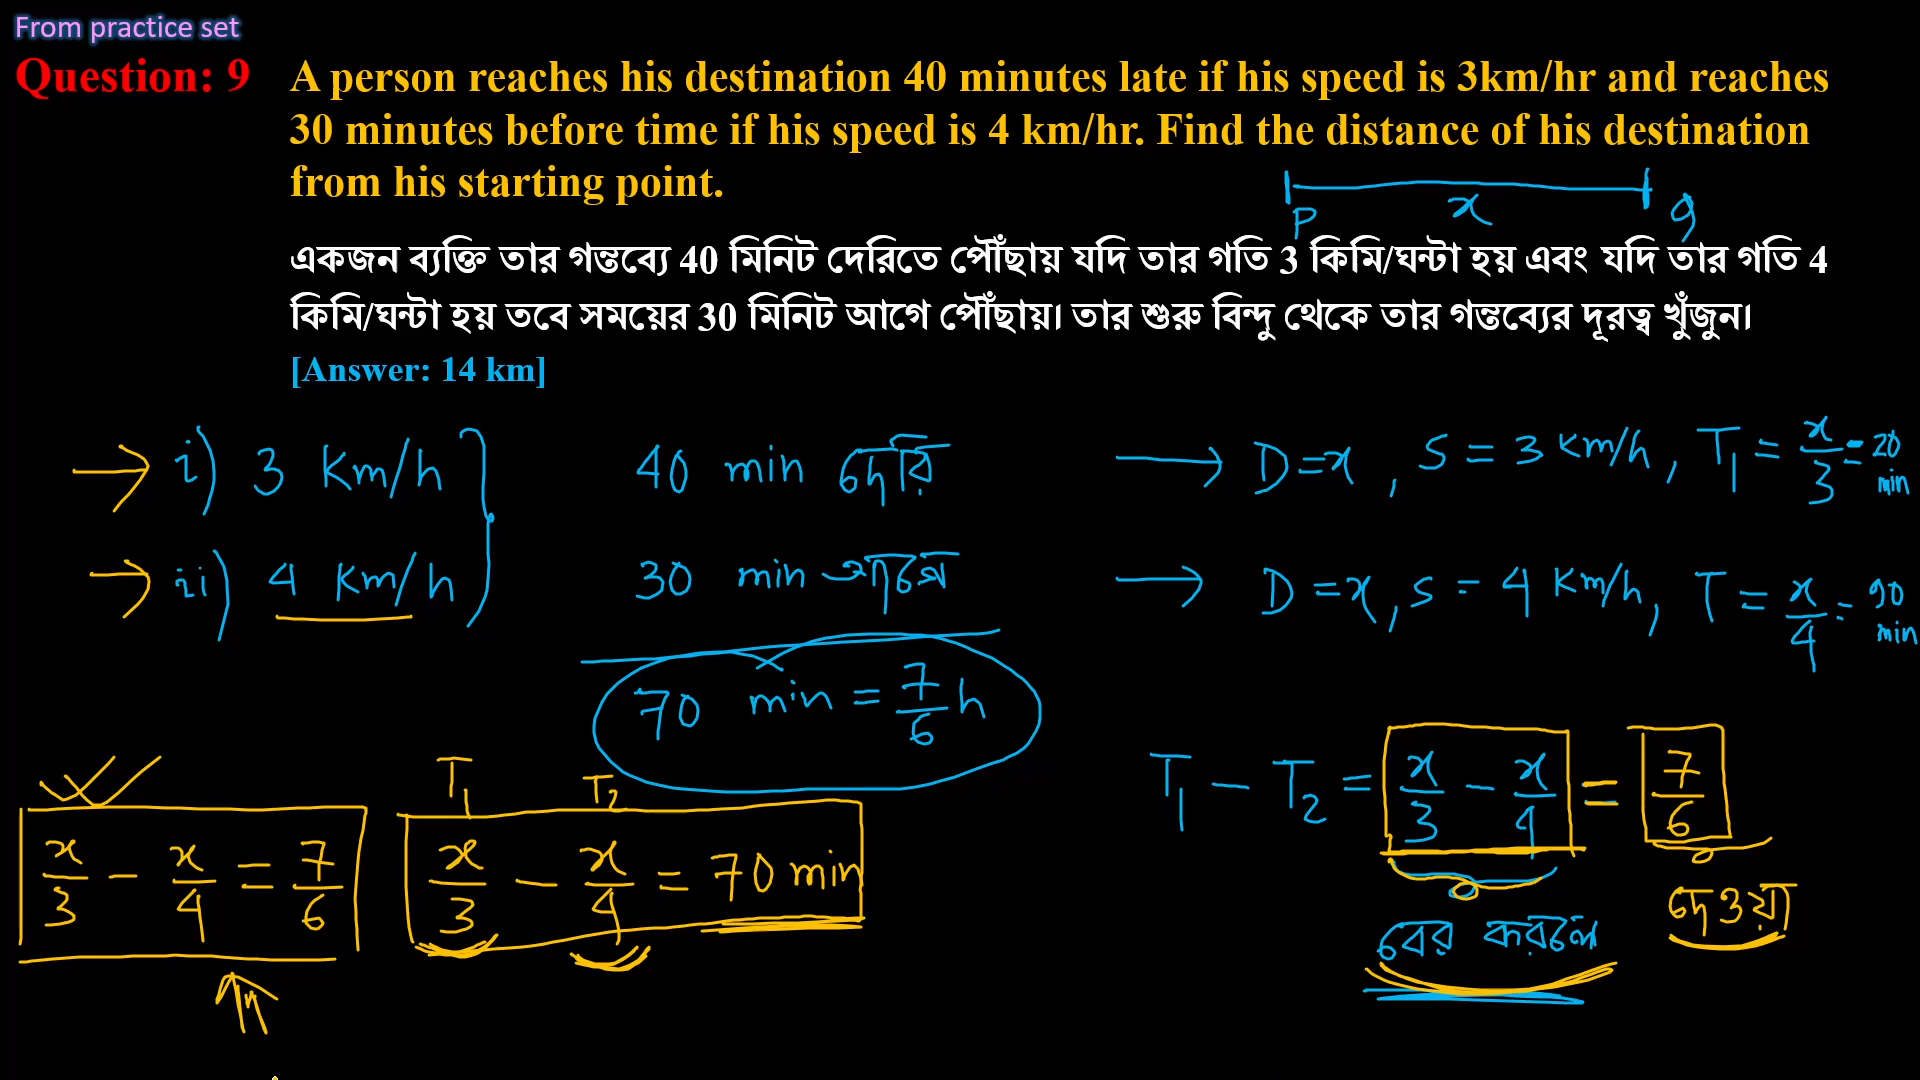 From practice set
Question: 9 A person reaches his destination 40 minutes late if his speed is 3km/hr and reaches
30 minutes before time if his speed is 4 km/hr. Find the distance of his destination
from his starting point.
P x q
একজন ব্যক্তি তার গন্তব্যে 40 মিনিট দেরিতে পৌঁছায় যদি তার গতি 3 কিমি/ঘন্টা হয় এবং যদি তার গতি 4
কিমি/ঘন্টা হয় তবে সময়ের 30 মিনিট আগে পৌঁছায়। তার শুরু বিন্দু থেকে তার গন্তব্যের দূরত্ব খুঁজুন।
[Answer: 14 km]
→ i) 3 Km/h 40 min দেরি → D=x, S = 3 Km/h, T₁ = x/3 = 20 min
→ ii) 4 Km/h 30 min আগে → D=x, S = 4 Km/h, T = x/4 = 90 min
70 min = 7/6 h
T₁ - T₂ = x/3 - x/4 = 7/6
T₁ T₂
x/3 - x/4 = 7/6 x/3 - x/4 = 70 min
বের করলে দেওয়া